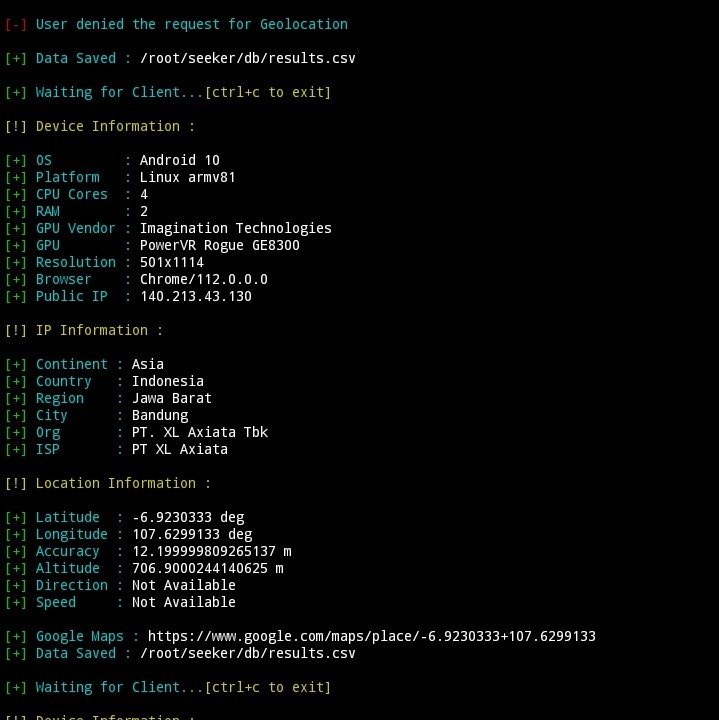 [-] User denied the request for Geolocation
[+] Data Saved : /root/seeker/db/results.csv
[+] Waiting for Client...[ctrl+c to exit]
[!] Device Information :
[+] OS : Android 10
[+] Platform : Linux armv81
[+] CPU Cores : 4
[+] RAM : 2
[+] GPU Vendor : Imagination Technologies
[+] GPU : PowerVR Rogue GE8300
[+] Resolution : 501x1114
[+] Browser : Chrome/112.0.0.0
[+] Public IP : 140.213.43.130
[!] IP Information :
[+] Continent : Asia
[+] Country : Indonesia
[+] Region : Jawa Barat
[+] City : Bandung
[+] Org : PT. XL Axiata Tbk
[+] ISP : PT XL Axiata
[!] Location Information :
[+] Latitude : -6.9230333 deg
[+] Longitude : 107.6299133 deg
[+] Accuracy : 12.199999809265137 m
[+] Altitude : 706.9000244140625 m
[+] Direction : Not Available
[+] Speed : Not Available
[+] Google Maps : https://www.google.com/maps/place/-6.9230333+107.6299133
[+] Data Saved : /root/seeker/db/results.csv
[+] Waiting for Client...[ctrl+c to exit]
[!] Device Information :